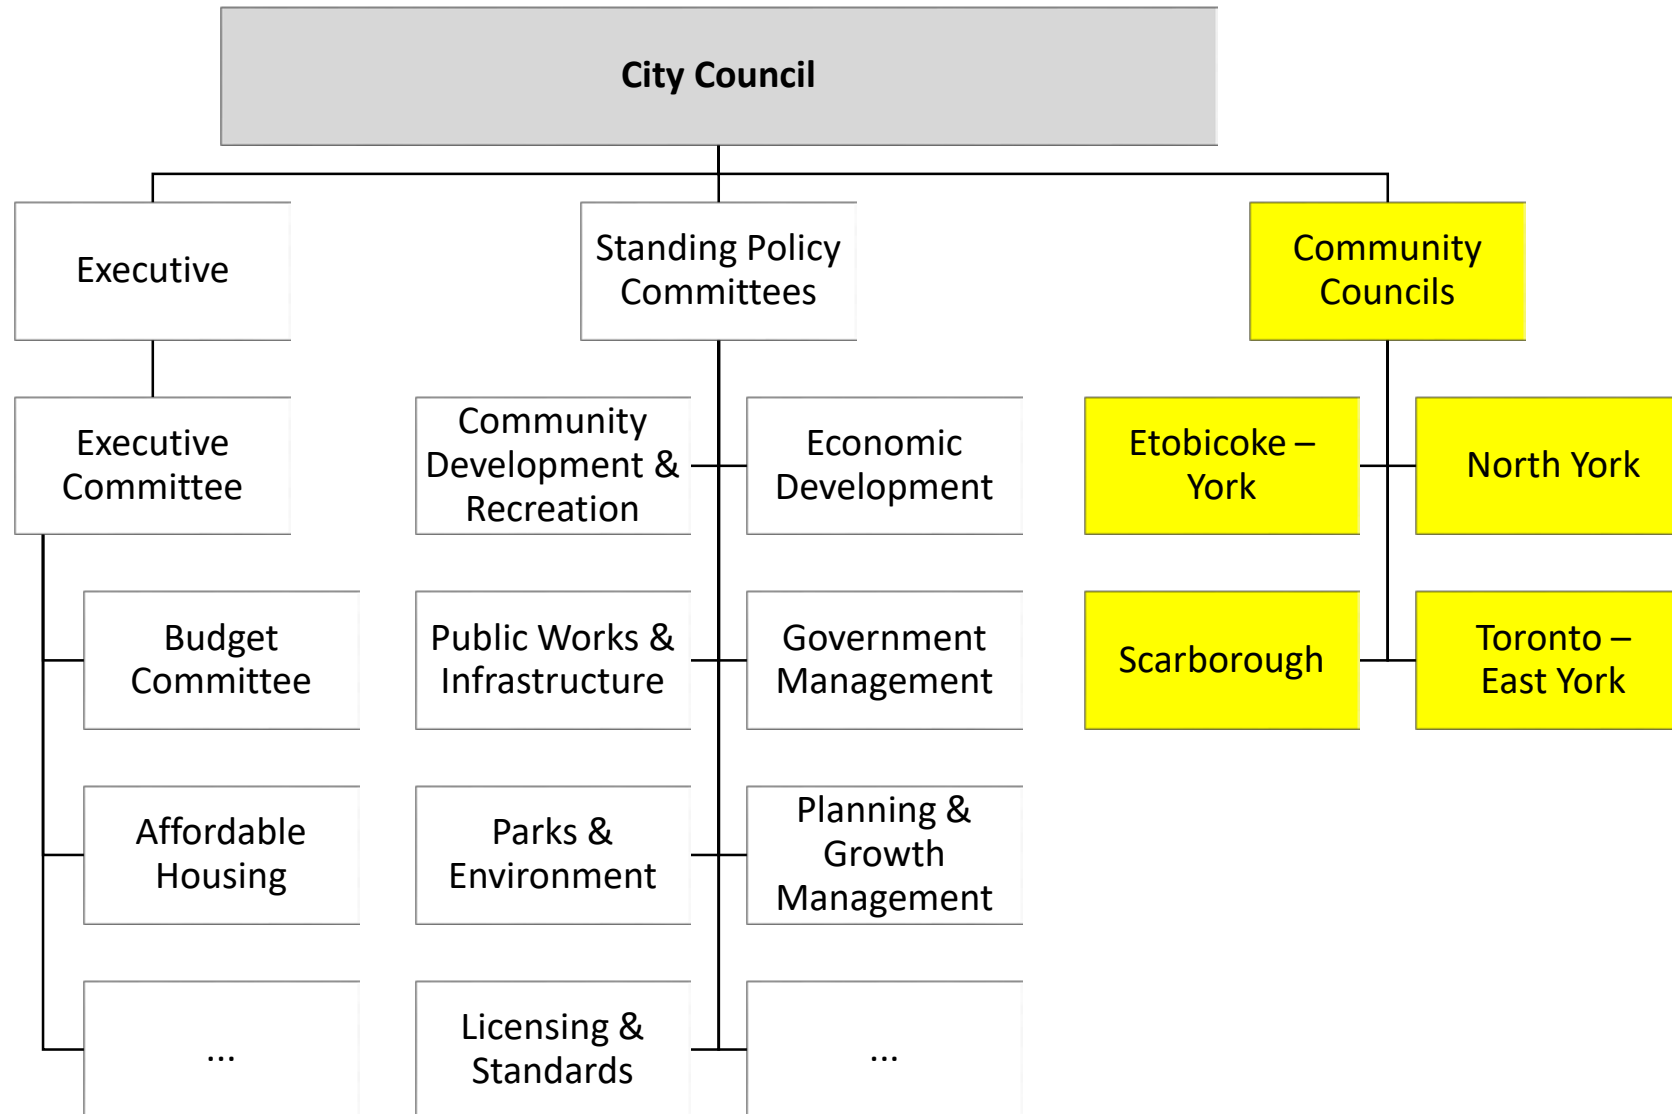 City Council
Executive
Standing Policy
Committees
Community
Councils
Executive
Committee
Community
Development &
Recreation
Economic
Development
Etobicoke –
York
North York
Budget
Committee
Public Works &
Infrastructure
Government
Management
Scarborough
Toronto –
East York
Affordable
Housing
Parks &
Environment
Planning &
Growth
Management
...
Licensing &
Standards
...